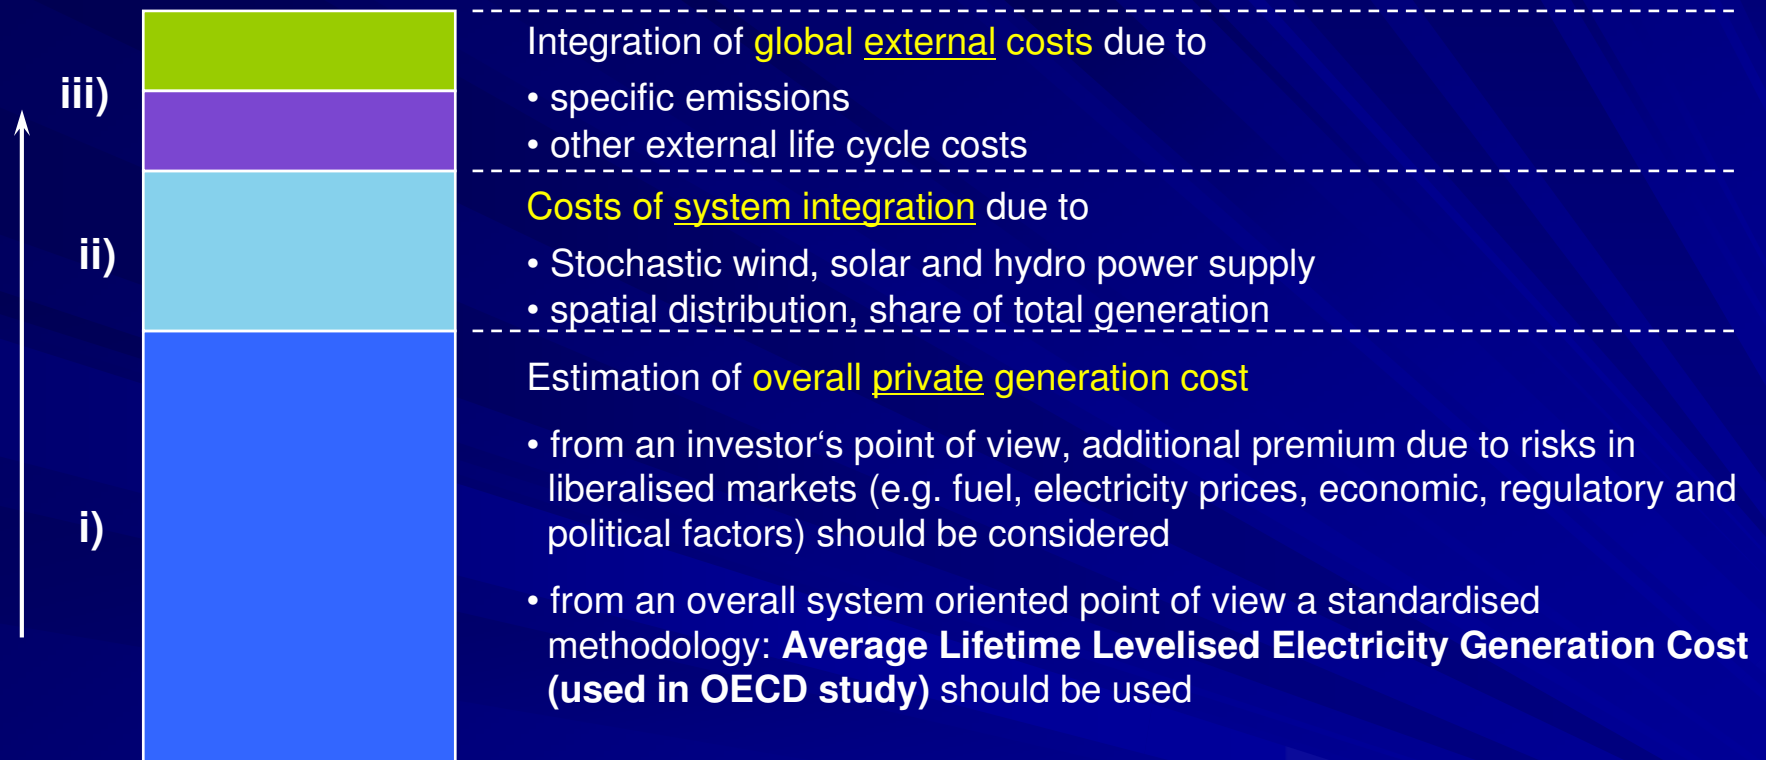 iii)
Integration of global external costs due to
• specific emissions
• other external life cycle costs
ii)
Costs of system integration due to
• Stochastic wind, solar and hydro power supply
• spatial distribution, share of total generation
i)
Estimation of overall private generation cost
• from an investor‘s point of view, additional premium due to risks in
liberalised markets (e.g. fuel, electricity prices, economic, regulatory and
political factors) should be considered
• from an overall system oriented point of view a standardised
methodology: Average Lifetime Levelised Electricity Generation Cost
(used in OECD study) should be used